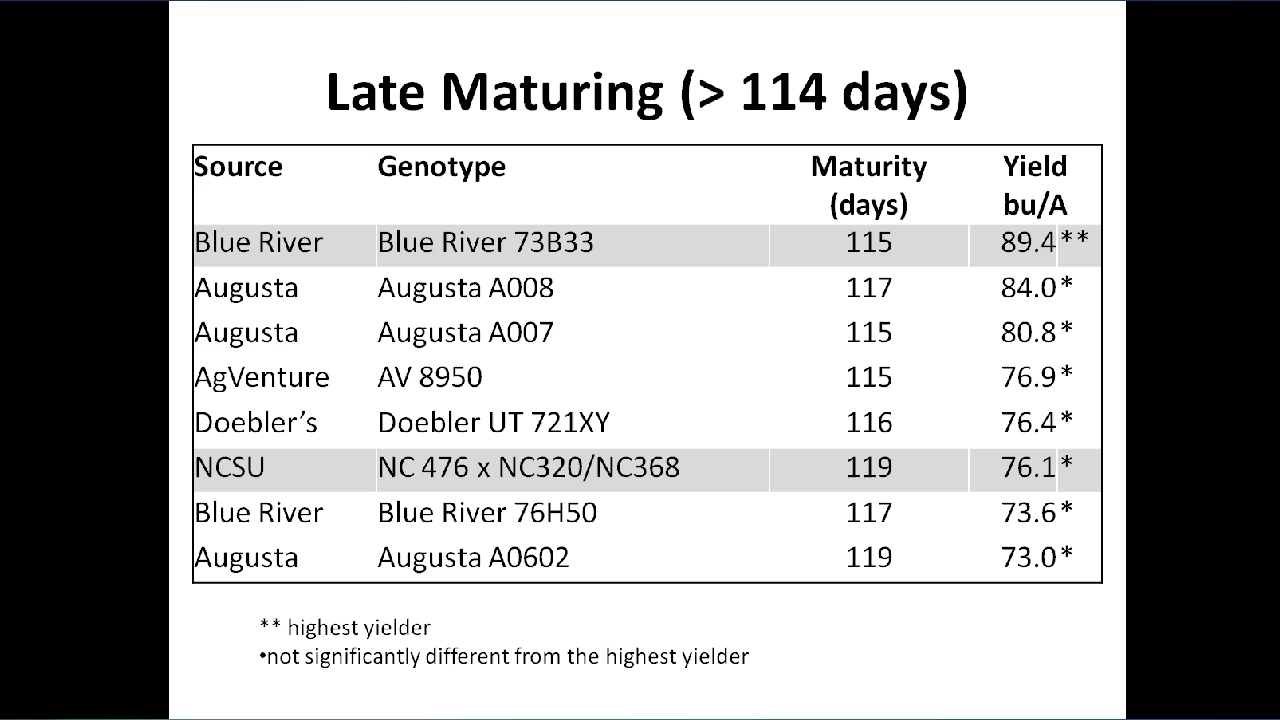 Late Maturing (> 114 days)
Source Genotype Maturity (days) Yield bu/A
Blue River Blue River 73B33 115 89.4 **
Augusta Augusta A008 117 84.0 *
Augusta Augusta A007 115 80.8 *
AgVenture AV 8950 115 76.9 *
Doebler’s Doebler UT 721XY 116 76.4 *
NCSU NC 476 x NC320/NC368 119 76.1 *
Blue River Blue River 76H50 117 73.6 *
Augusta Augusta A0602 119 73.0 *
** highest yielder
•not significantly different from the highest yielder